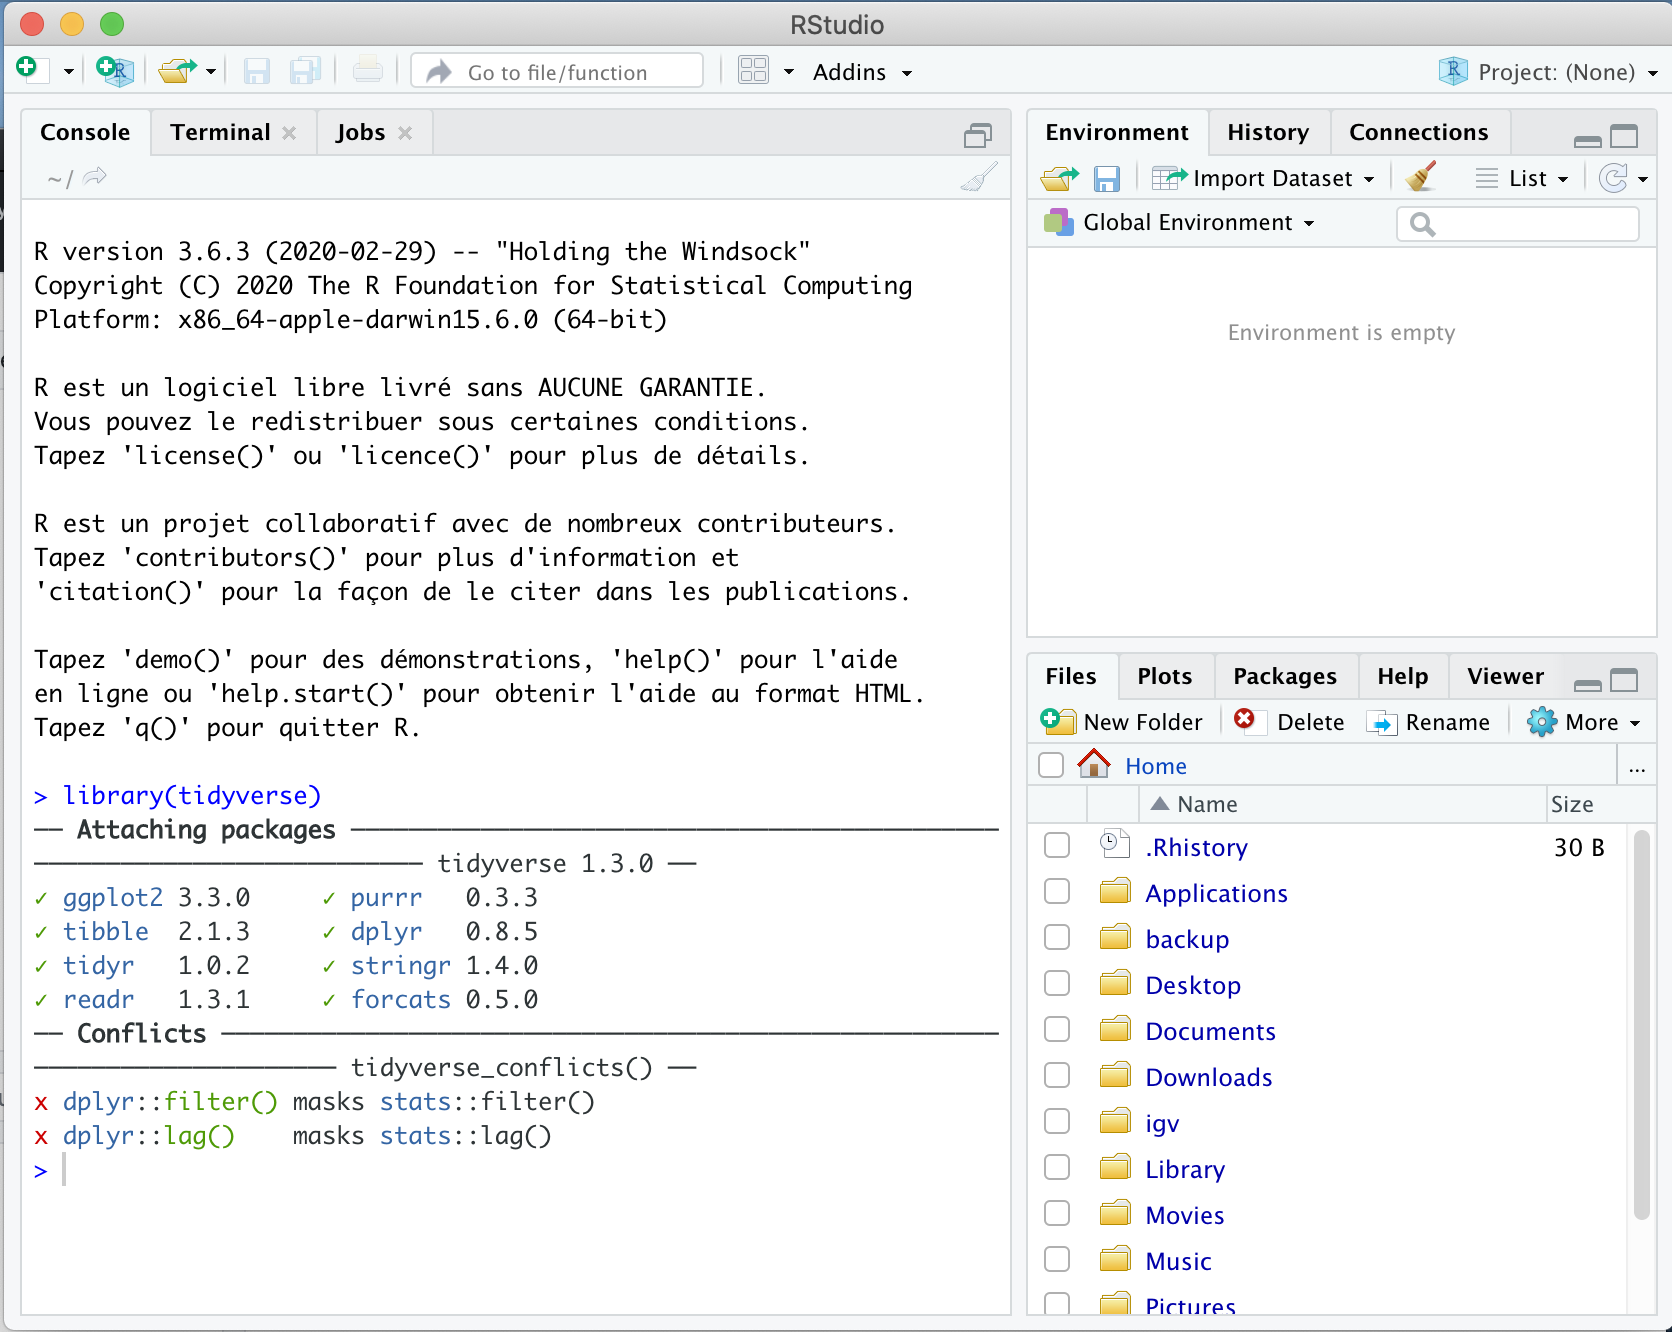 RStudio
Go to file/function
Addins
Project: (None)
Console Terminal Jobs
~/
R version 3.6.3 (2020-02-29) -- "Holding the Windsock"
Copyright (C) 2020 The R Foundation for Statistical Computing
Platform: x86_64-apple-darwin15.6.0 (64-bit)
R est un logiciel libre livré sans AUCUNE GARANTIE.
Vous pouvez le redistribuer sous certaines conditions.
Tapez 'license()' ou 'licence()' pour plus de détails.
R est un projet collaboratif avec de nombreux contributeurs.
Tapez 'contributors()' pour plus d'information et
'citation()' pour la façon de le citer dans les publications.
Tapez 'demo()' pour des démonstrations, 'help()' pour l'aide
en ligne ou 'help.start()' pour obtenir l'aide au format HTML.
Tapez 'q()' pour quitter R.
> library(tidyverse)
── Attaching packages ─────────────────────────────────────────────
─────────────────────────── tidyverse 1.3.0 ──
✓ ggplot2 3.3.0     ✓ purrr   0.3.3
✓ tibble  2.1.3     ✓ dplyr   0.8.5
✓ tidyr   1.0.2     ✓ stringr 1.4.0
✓ readr   1.3.1     ✓ forcats 0.5.0
── Conflicts ──────────────────────────────────────────────────────
───────────────────── tidyverse_conflicts() ──
x dplyr::filter() masks stats::filter()
x dplyr::lag()    masks stats::lag()
>
Environment History Connections
Import Dataset
List
Global Environment
Environment is empty
Files Plots Packages Help Viewer
New Folder Delete Rename More
Home
...
Name Size
.Rhistory 30 B
Applications
backup
Desktop
Documents
Downloads
igv
Library
Movies
Music
Pictures